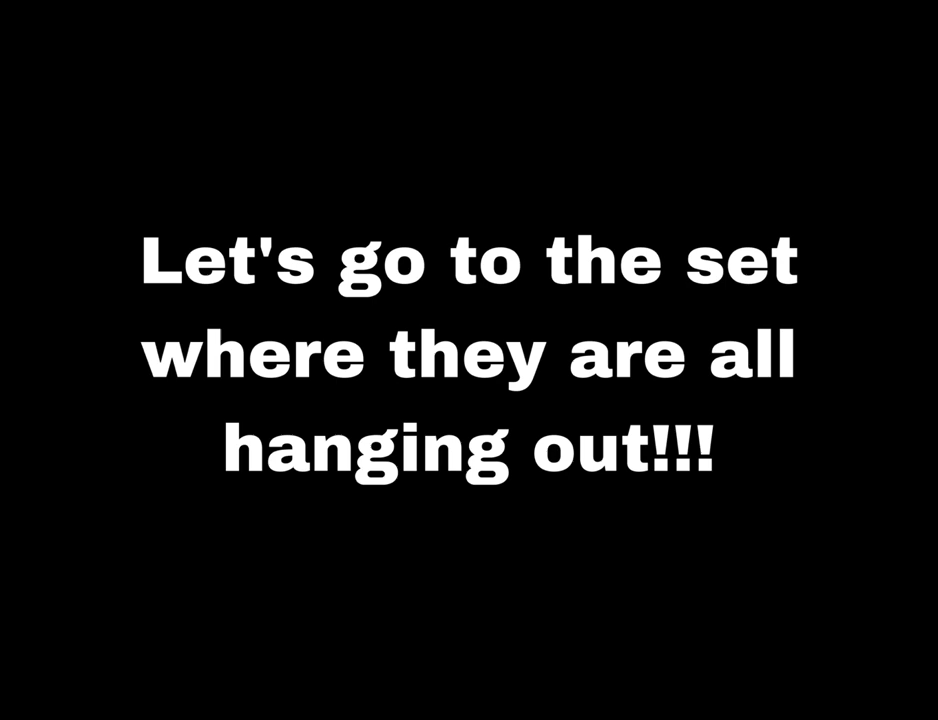 Let's go to the set
where they are all
hanging out!!!